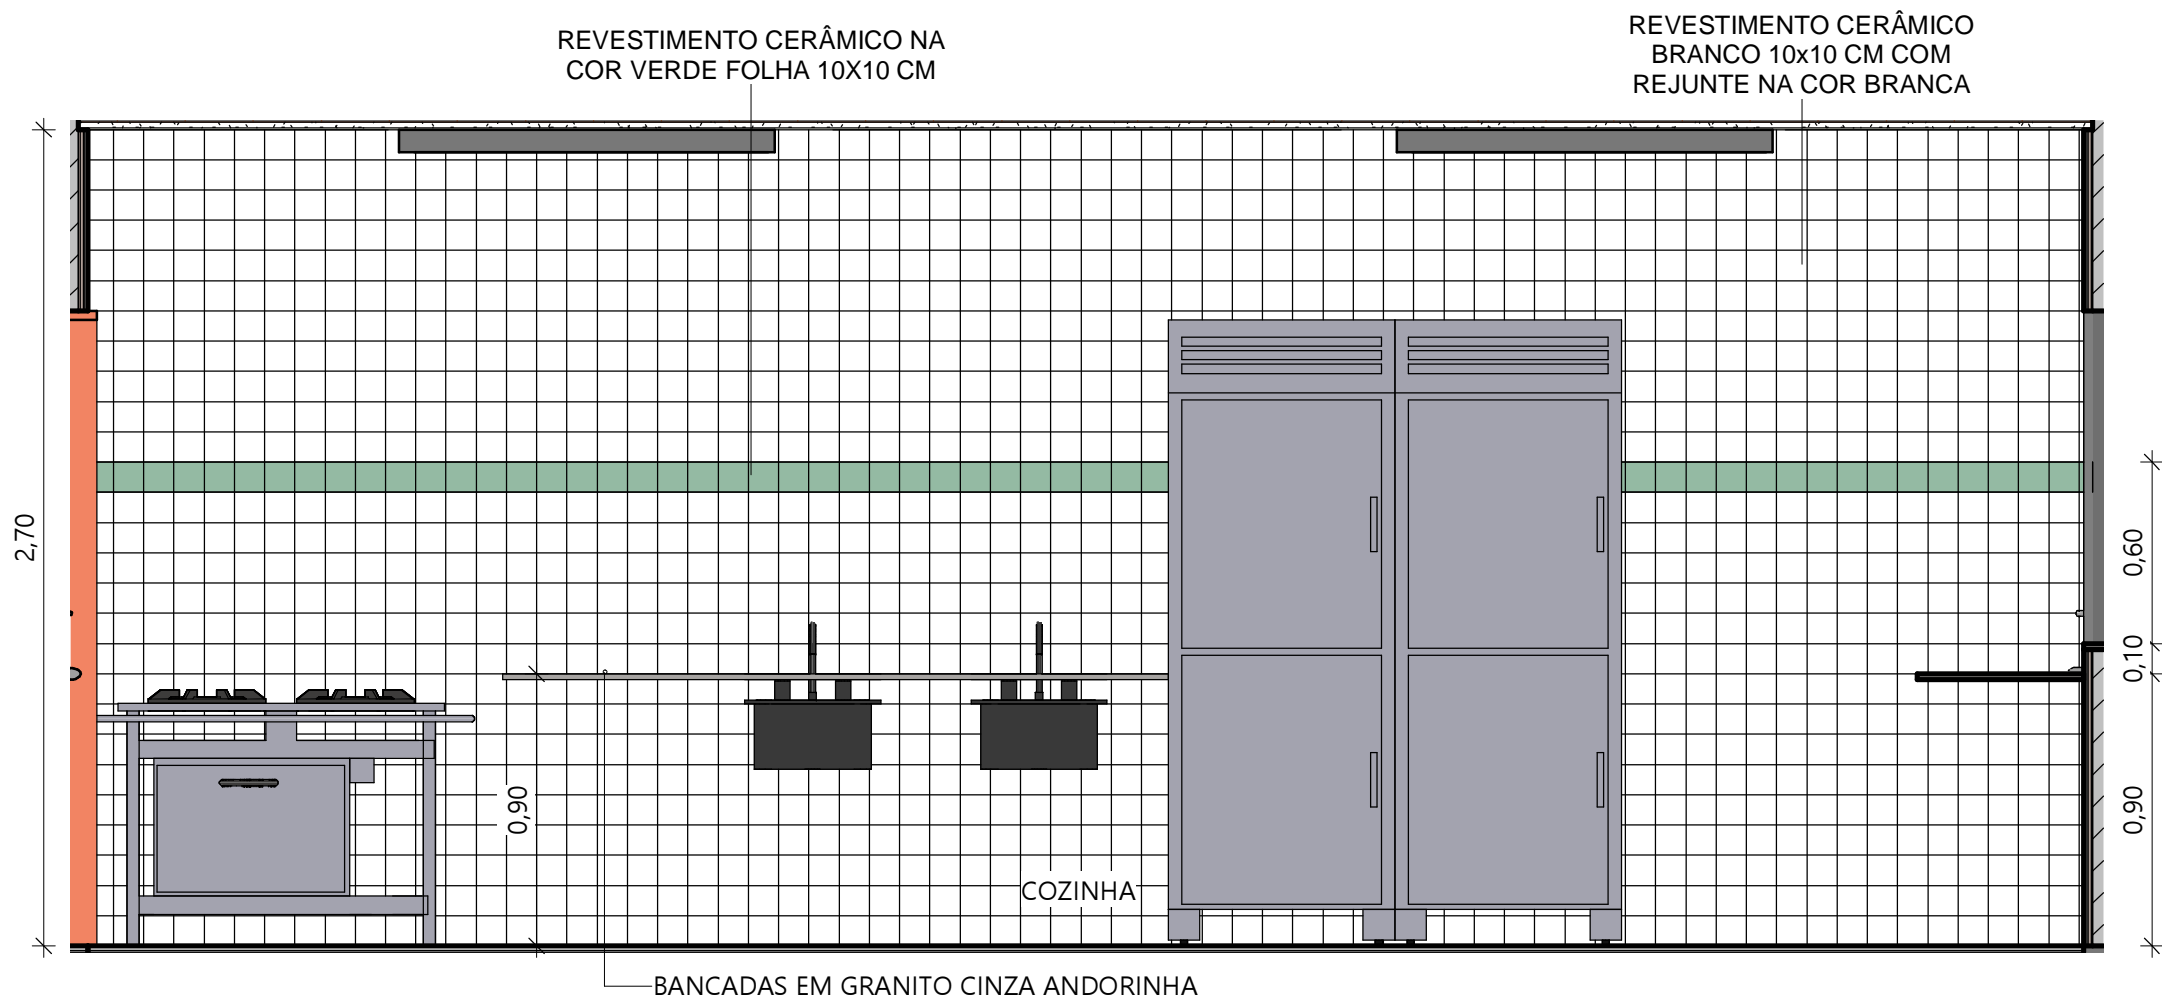 REVESTIMENTO CERÂMICO NA
COR VERDE FOLHA 10X10 CM
REVESTIMENTO CERÂMICO
BRANCO 10x10 CM COM
REJUNTE NA COR BRANCA
2,70
0,60
0,10
0,90
0,90
COZINHA
BANCADAS EM GRANITO CINZA ANDORINHA